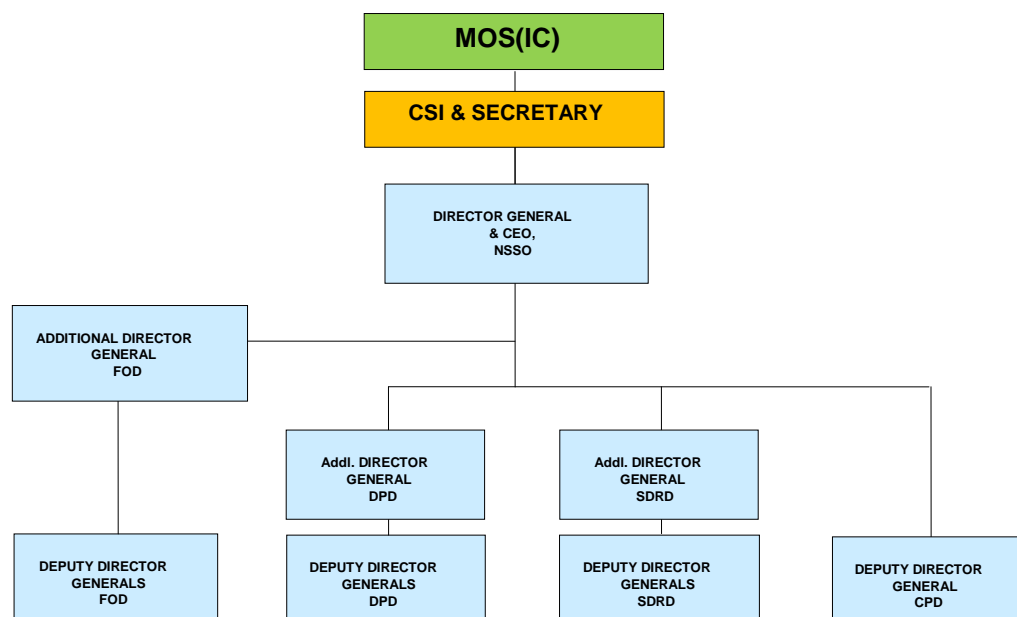 MOS(IC)
CSI & SECRETARY
DIRECTOR GENERAL
& CEO,
NSSO
ADDITIONAL DIRECTOR
GENERAL
FOD
Addl. DIRECTOR
GENERAL
DPD
Addl. DIRECTOR
GENERAL
SDRD
DEPUTY DIRECTOR
GENERALS
FOD
DEPUTY DIRECTOR
GENERALS
DPD
DEPUTY DIRECTOR
GENERALS
SDRD
DEPUTY DIRECTOR
GENERAL
CPD